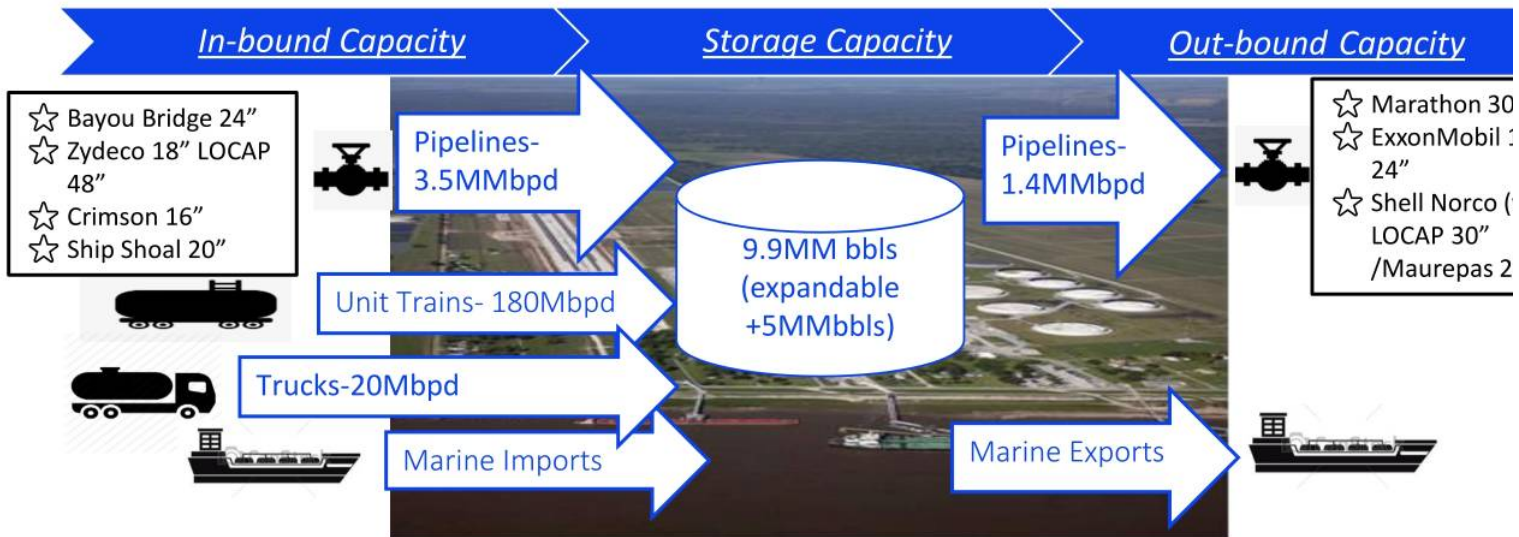 In-bound Capacity
Storage Capacity
Out-bound Capacity
☆ Bayou Bridge 24”
☆ Zydeco 18” LOCAP
48”
☆ Crimson 16”
☆ Ship Shoal 20”
Pipelines-
3.5MMbpd
Unit Trains- 180Mbpd
Trucks-20Mbpd
Marine Imports
9.9MM bbls
(expandable
+5MMbbls)
Pipelines-
1.4MMbpd
Marine Exports
☆ Marathon 30
☆ ExxonMobil
24”
☆ Shell Norco
LOCAP 30”
/Maurepas